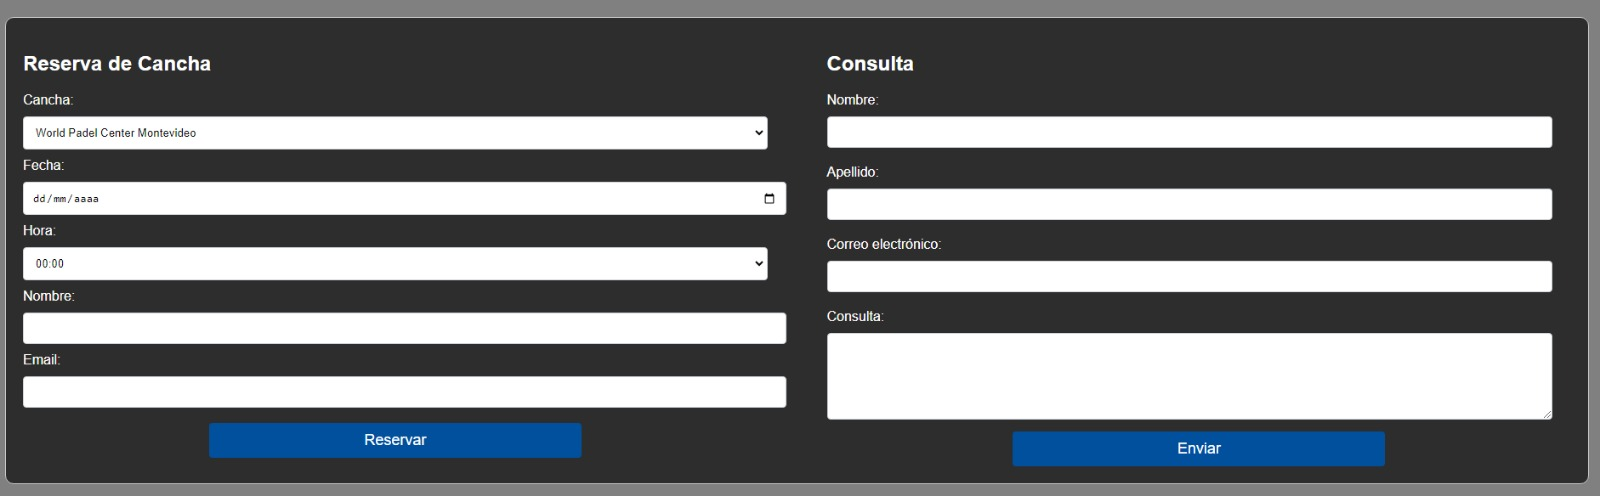 Reserva de Cancha
Cancha:
World Padel Center Montevideo
Fecha:
dd/mm/aaaa
Hora:
00:00
Nombre:
Email:
Reservar
Consulta
Nombre:
Apellido:
Correo electrónico:
Consulta:
Enviar